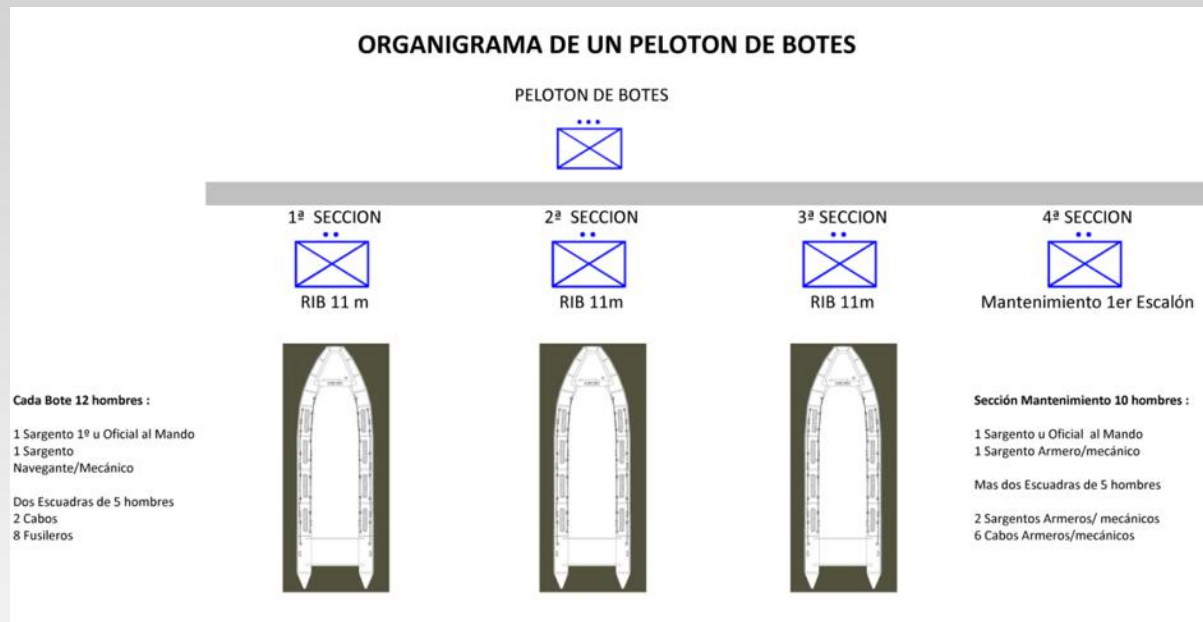 ORGANIGRAMA DE UN PELOTON DE BOTES
PELOTON DE BOTES
1ª SECCION
2ª SECCION
3ª SECCION
4ª SECCION
RIB 11 m
RIB 11m
RIB 11m
Mantenimiento 1er Escalón
Cada Bote 12 hombres :
1 Sargento 1º u Oficial al Mando
1 Sargento
Navegante/Mecánico
Dos Escuadras de 5 hombres
2 Cabos
8 Fusileros
Sección Mantenimiento 10 hombres :
1 Sargento u Oficial al Mando
1 Sargento Armero/mecánico
Mas dos Escuadras de 5 hombres
2 Sargentos Armeros/ mecánicos
6 Cabos Armeros/mecánicos